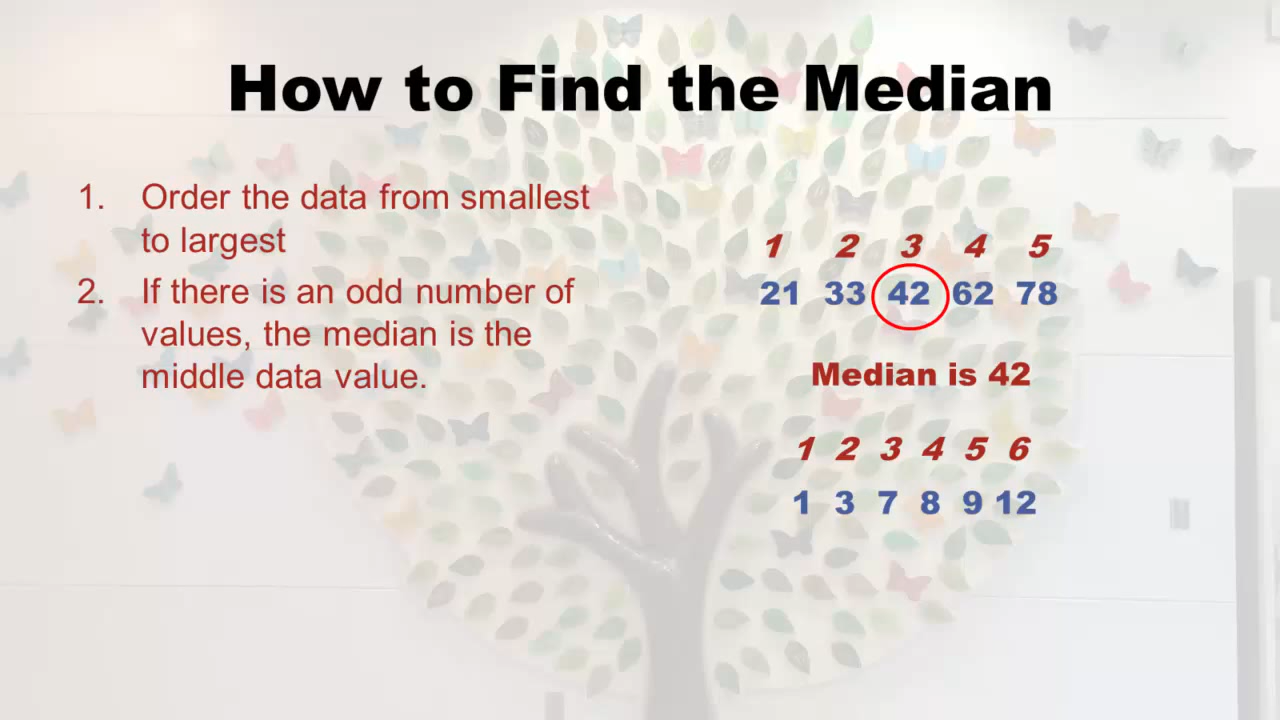 How to Find the Median
1. Order the data from smallest
to largest
2. If there is an odd number of
values, the median is the
middle data value.
1 2 3 4 5
21 33 42 62 78
Median is 42
1 2 3 4 5 6
1 3 7 8 9 12